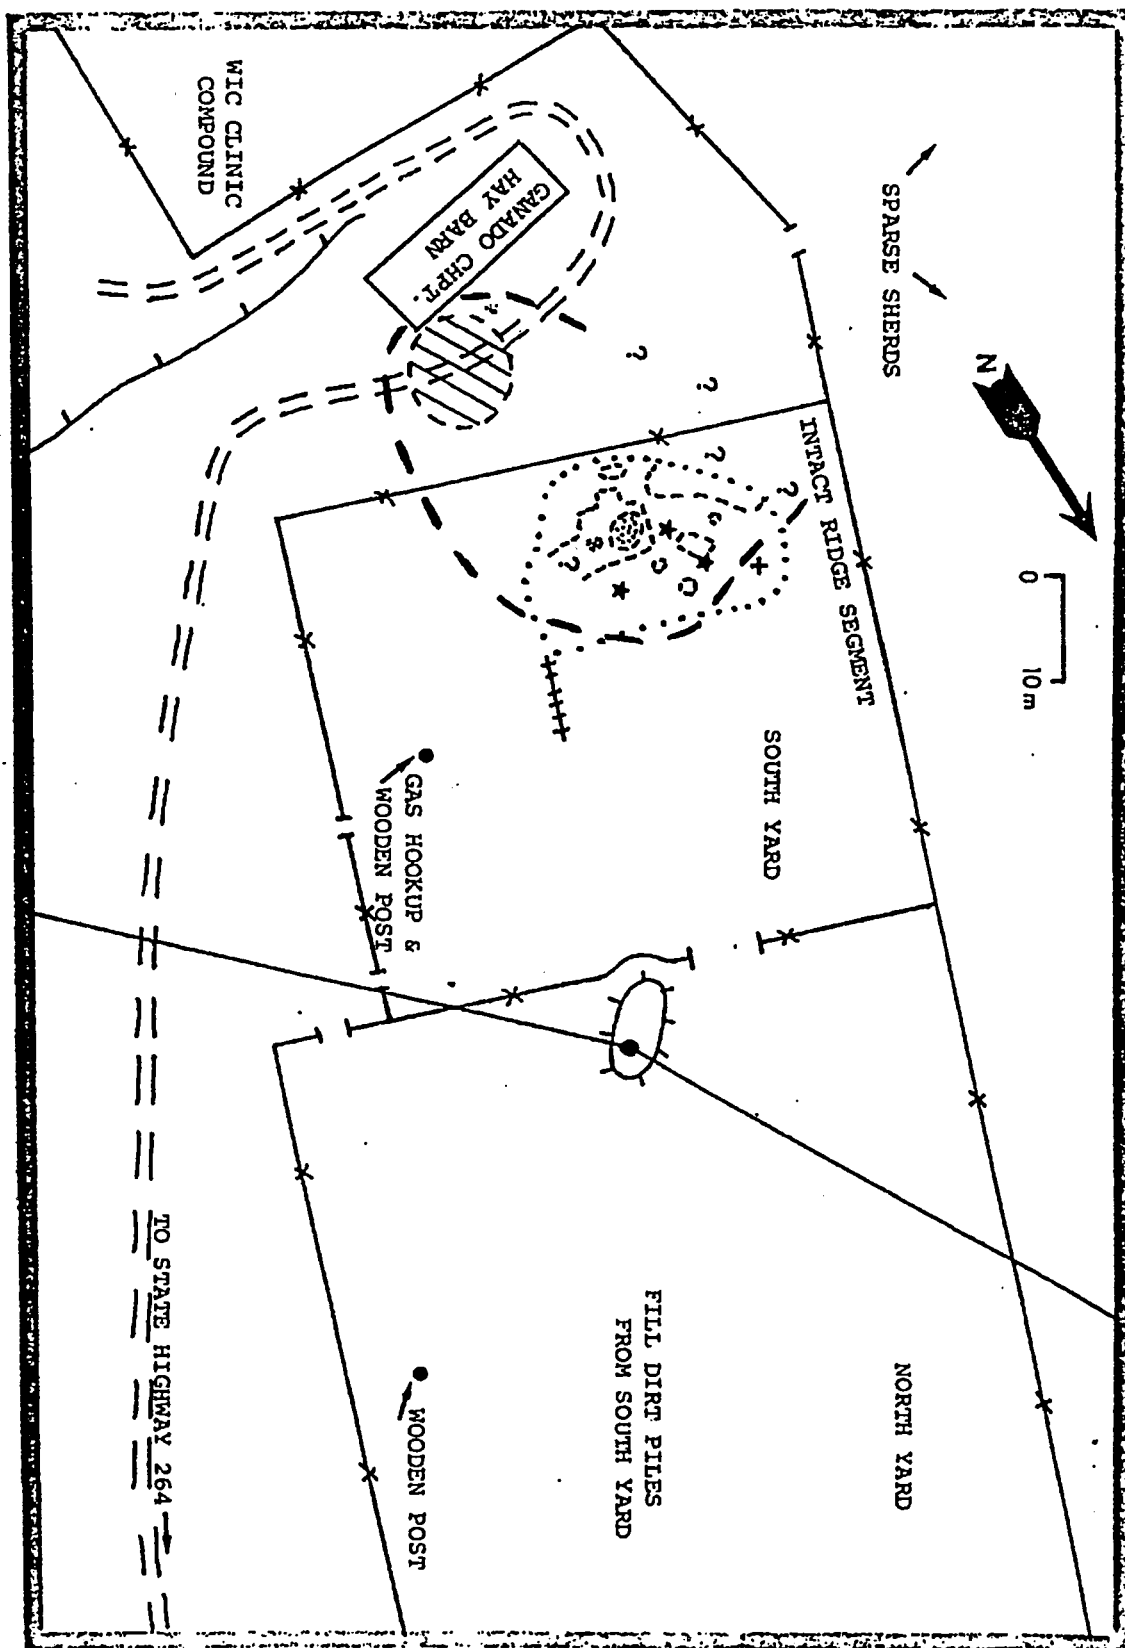 WIC CLINIC
COMPOUND
GANADO CHPT.
HAY BARN
SPARSE SHERDS
N
0
10m
INTACT RIDGE SEGMENT
?
?
?
?
?
?
SOUTH YARD
GAS HOOKUP &
WOODEN POST
NORTH YARD
FILL DIRT PILES
FROM SOUTH YARD
WOODEN POST
TO STATE HIGHWAY 264